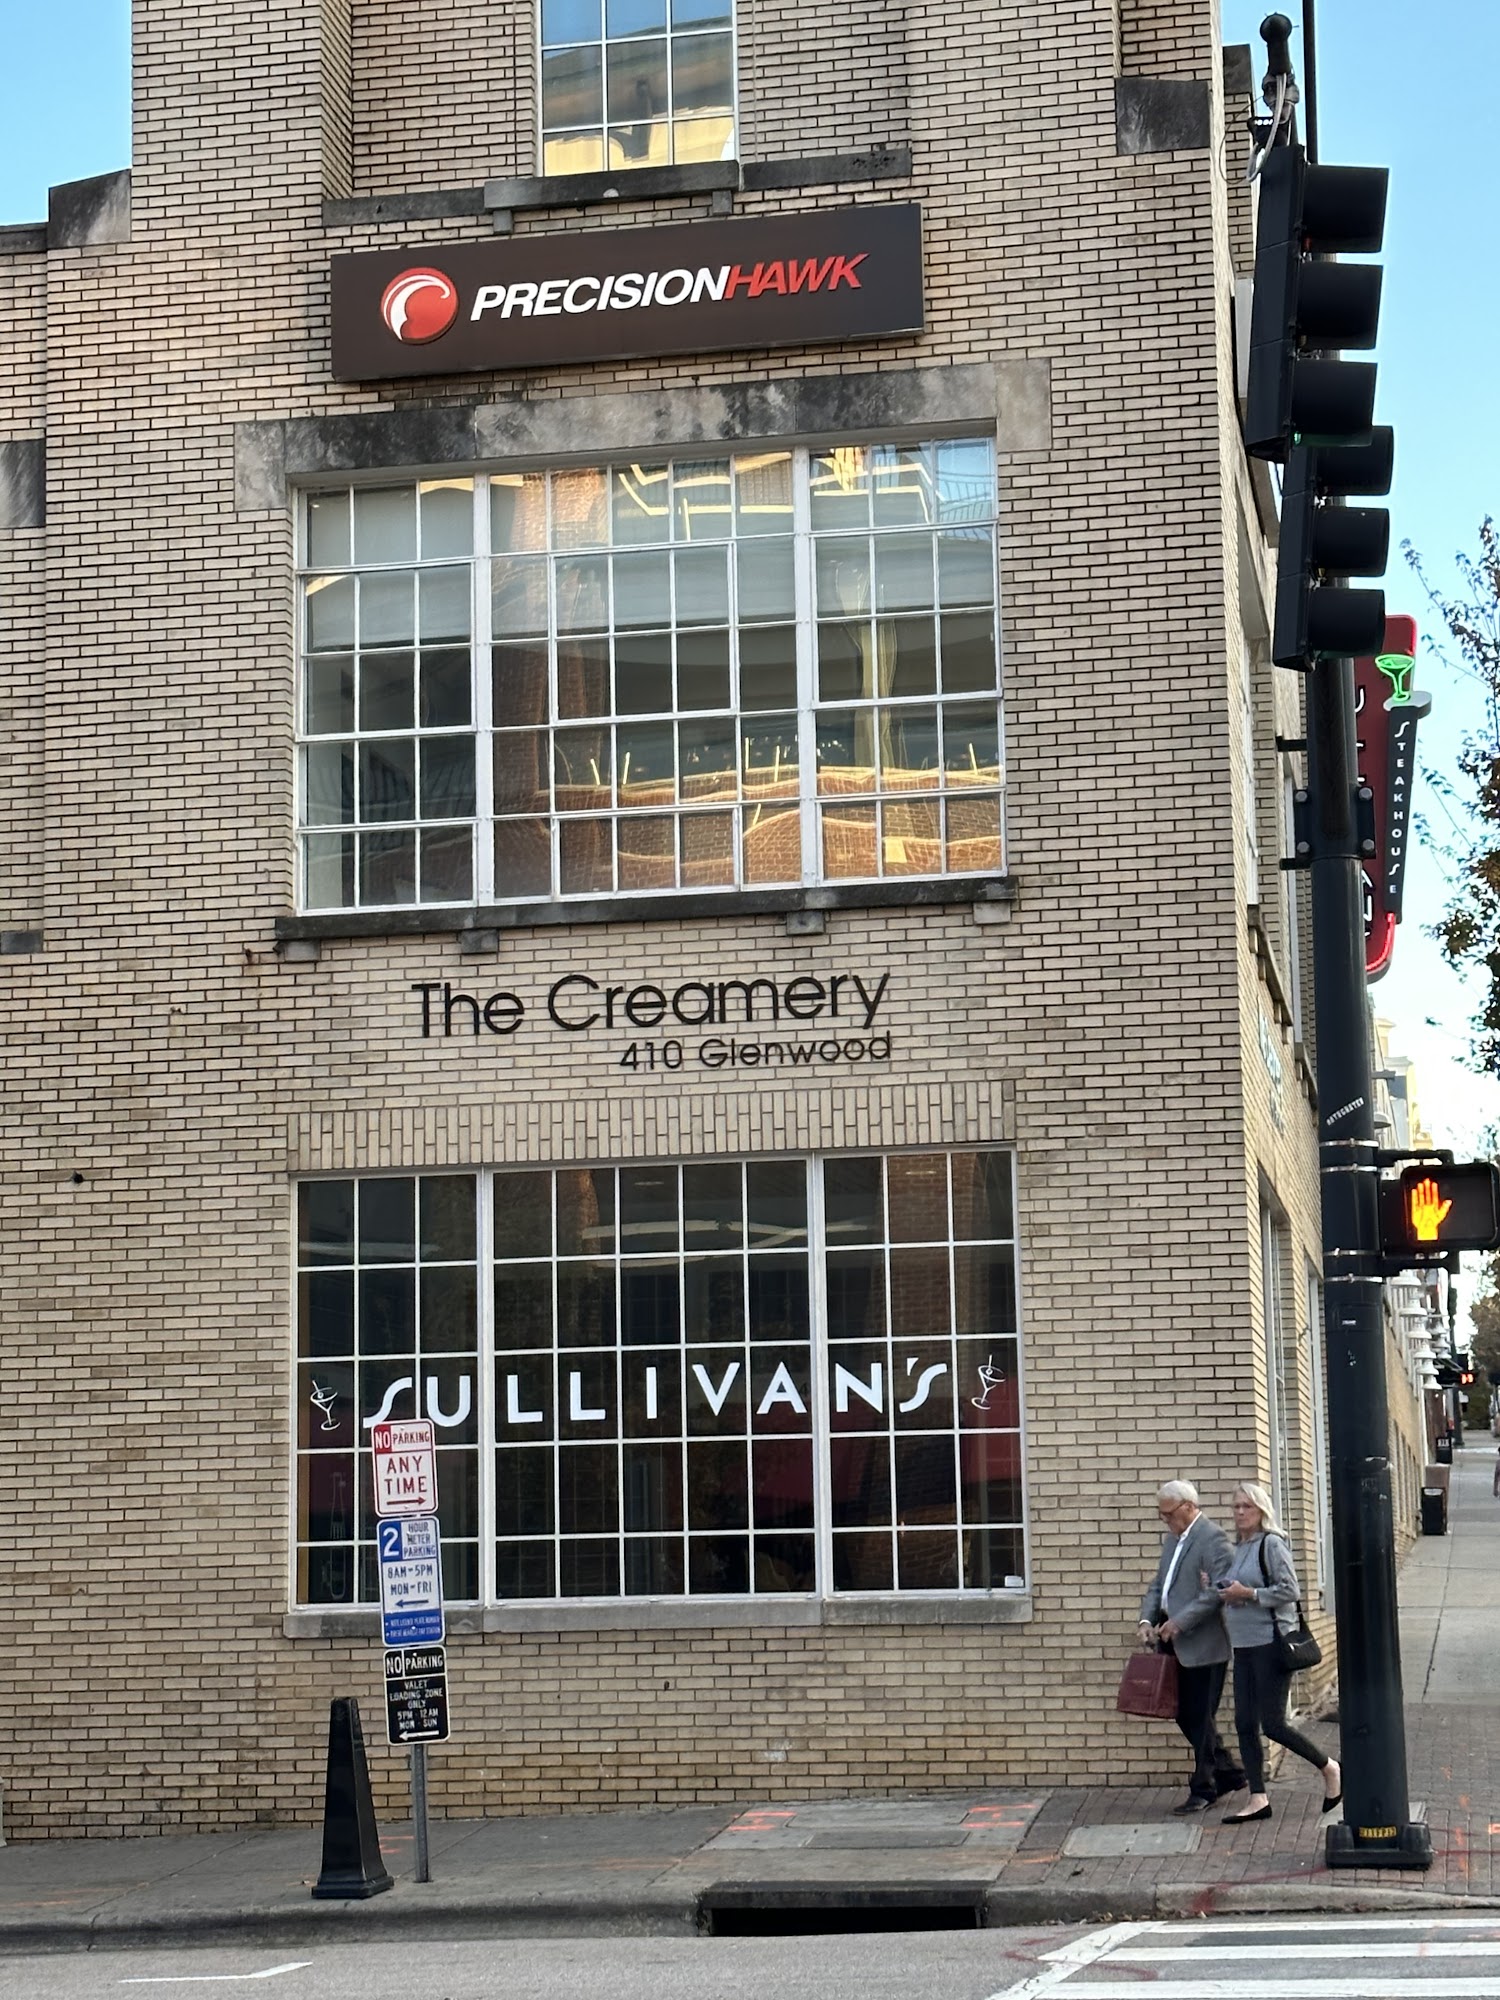 PRECISIONHAWK
STEAKHOUSE
The Creamery
410 Glenwood
SULLIVAN'S
NO PARKING
ANY
TIME
2 HOUR
METER
PARKING
8AM-5PM
MON-FRI
NO PARKING
VALET
LOADING ZONE
ONLY
5PM-12AM
MON-SUN